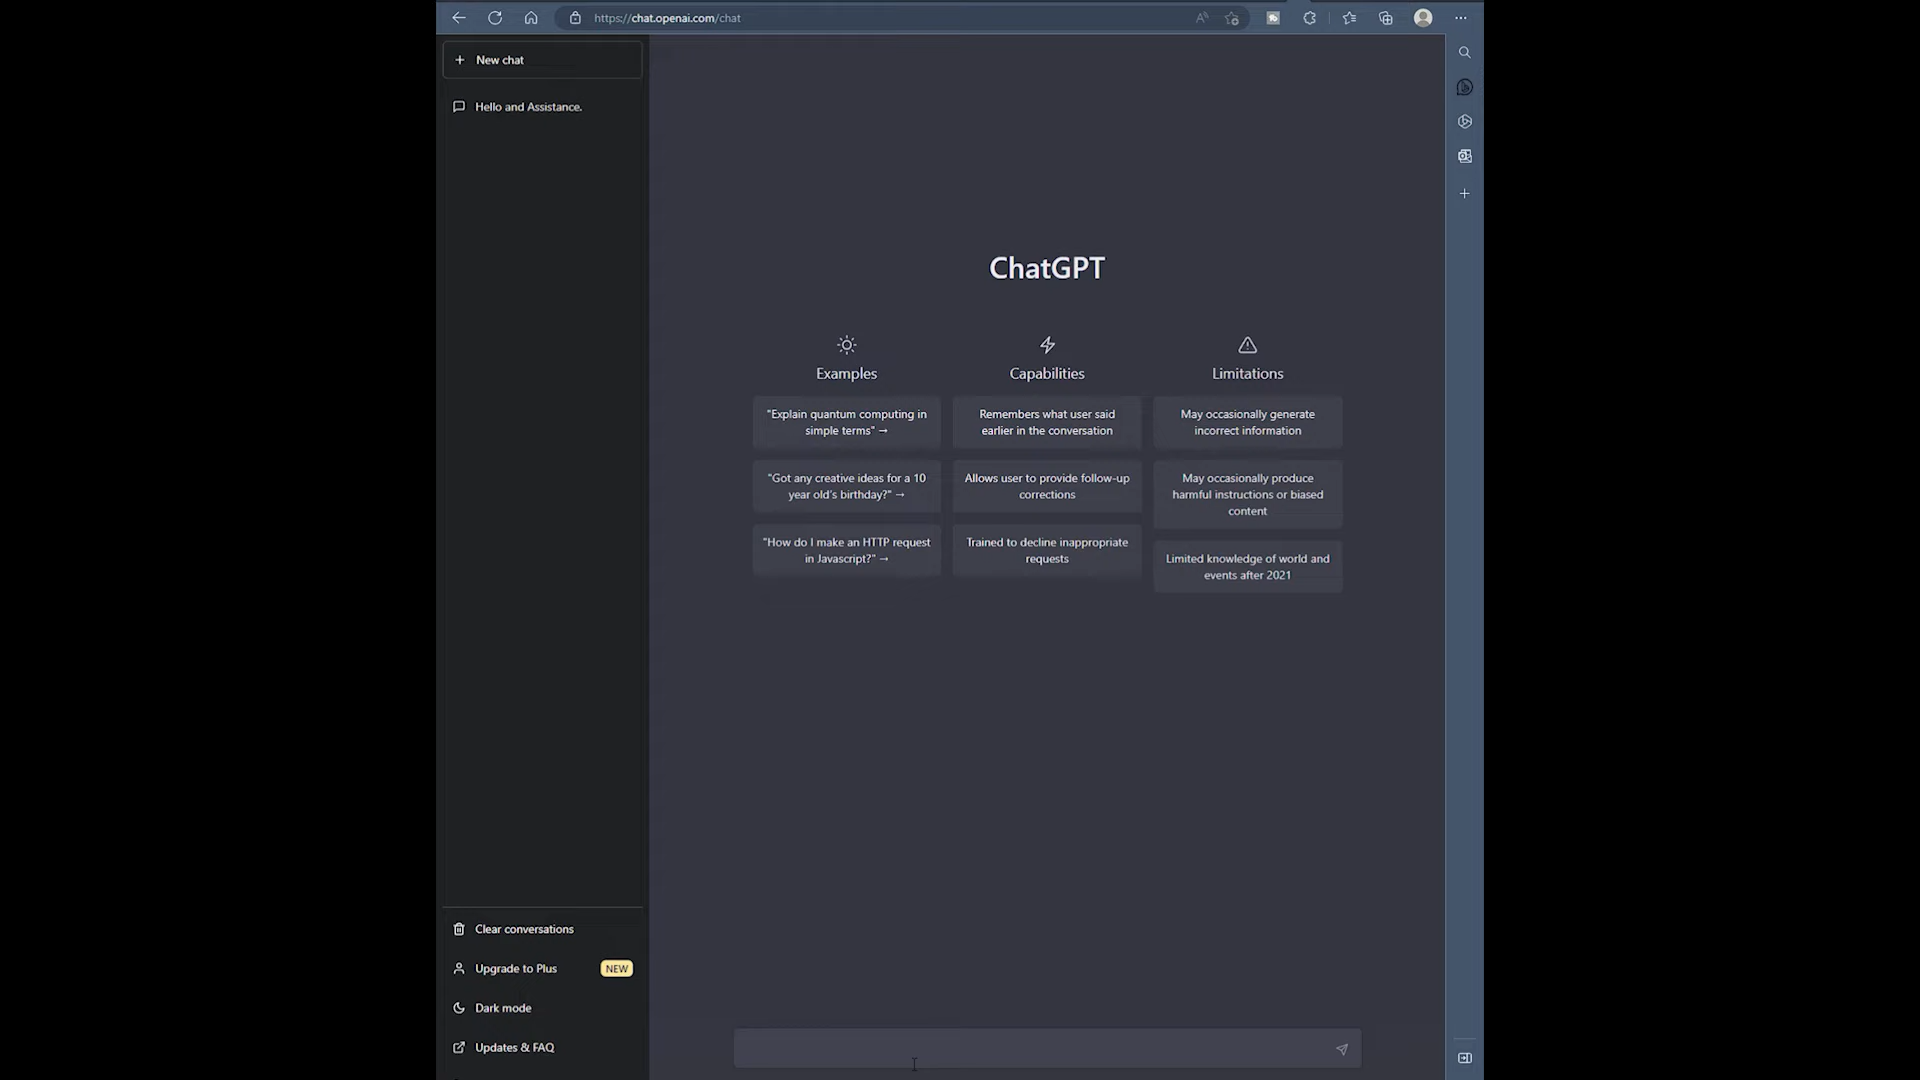 https://chat.openai.com/chat
New chat
Hello and Assistance.
ChatGPT
Examples
Capabilities
Limitations
"Explain quantum computing in
simple terms" →
Remembers what user said
earlier in the conversation
May occasionally generate
incorrect information
"Got any creative ideas for a 10
year old's birthday?" →
Allows user to provide follow-up
corrections
May occasionally produce
harmful instructions or biased
content
"How do I make an HTTP request
in Javascript?" →
Trained to decline inappropriate
requests
Limited knowledge of world and
events after 2021
Clear conversations
Upgrade to Plus
NEW
Dark mode
Updates & FAQ